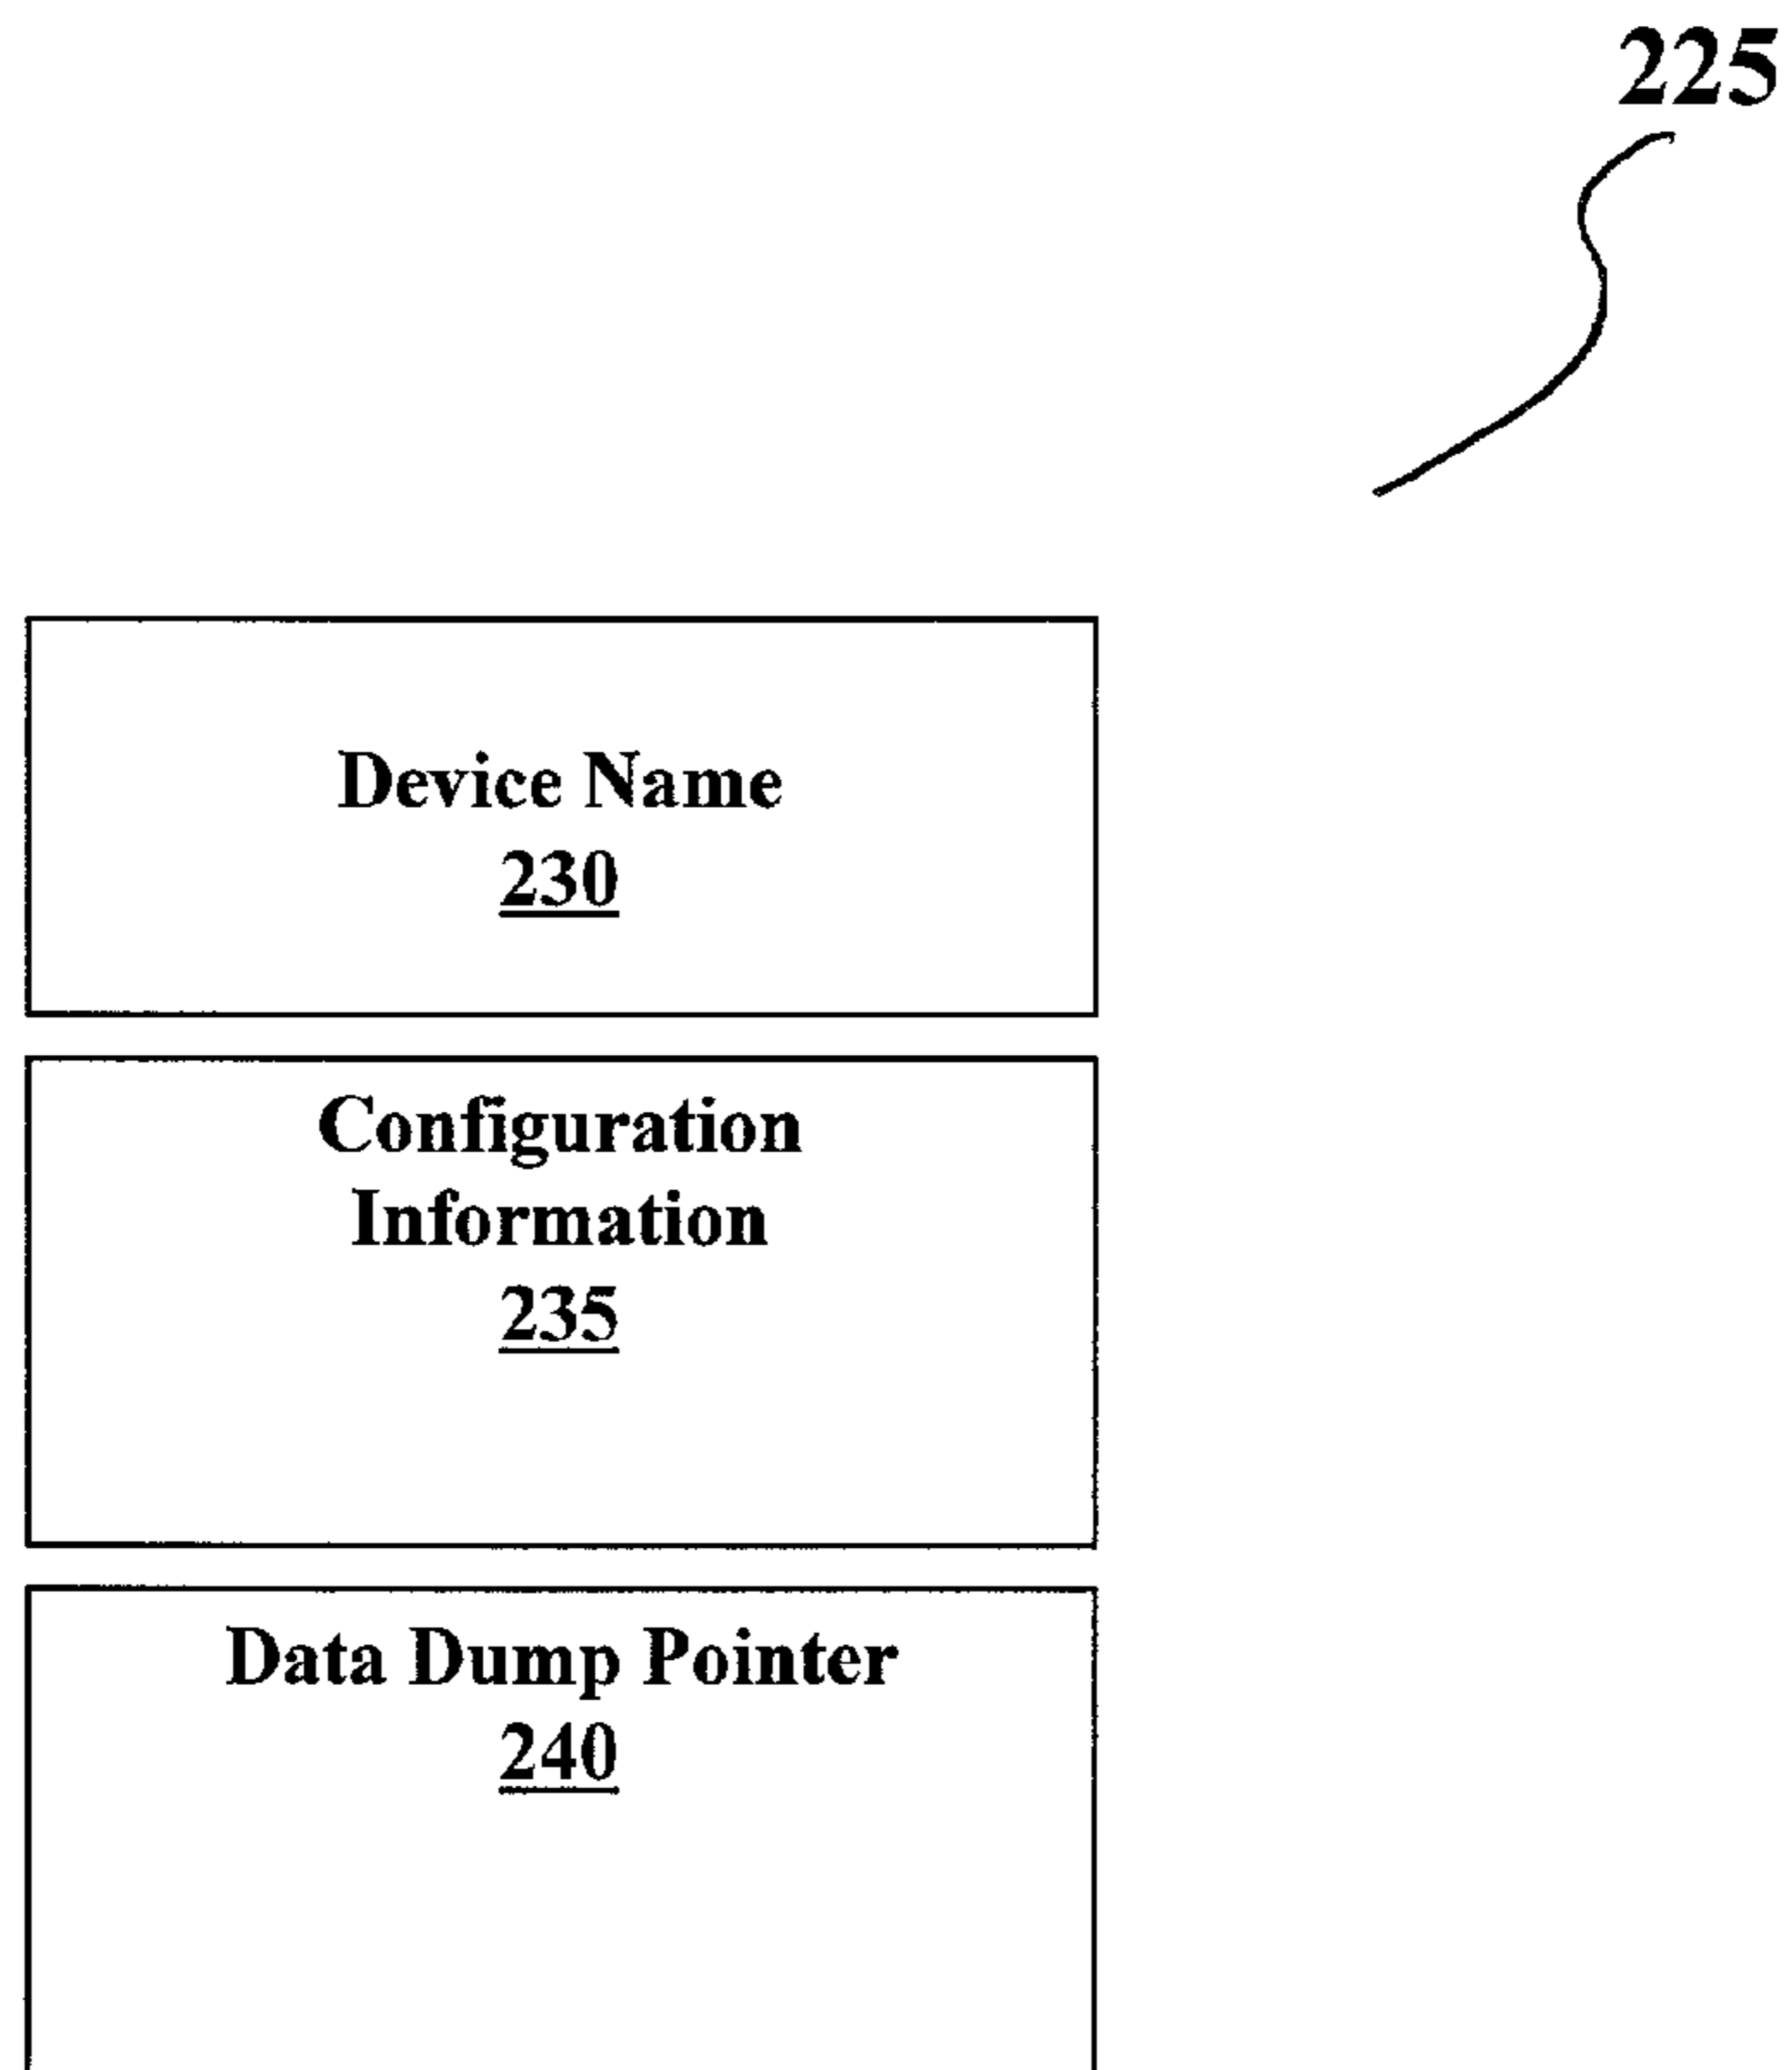 225
Device Name
230
Configuration
Information
235
Data Dump Pointer
240